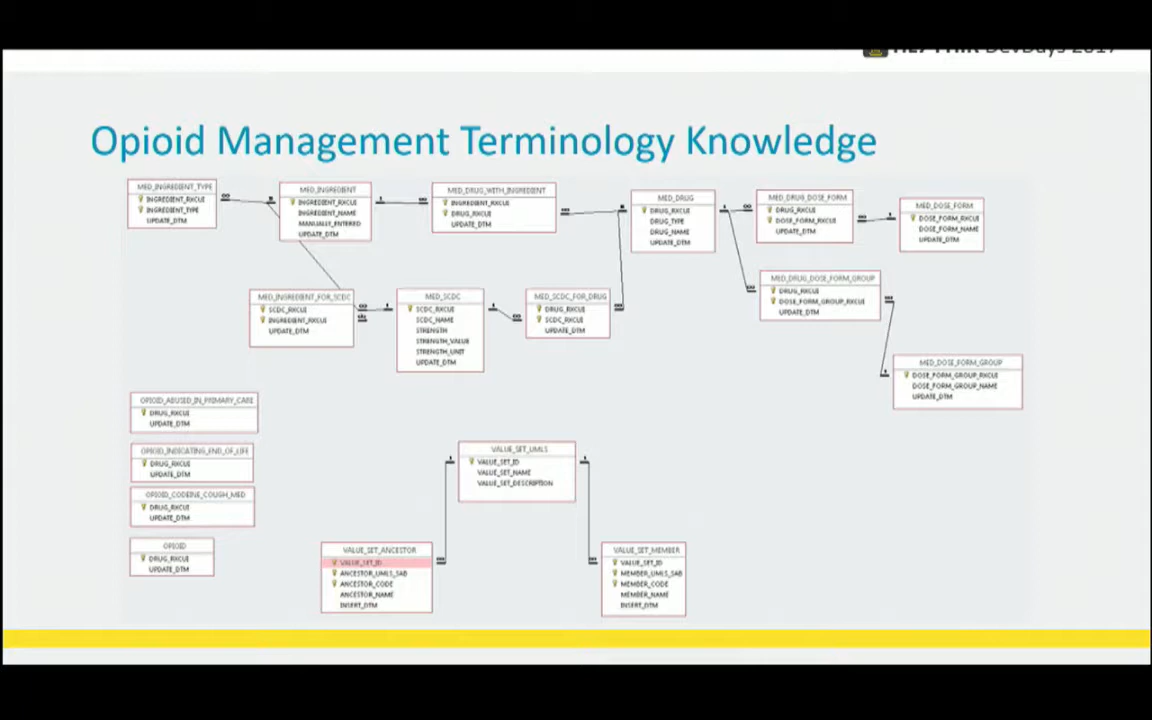 DevDays 2017
Opioid Management Terminology Knowledge
MED_INGREDIENT_TYPE
INGREDIENT_RXCUI
INGREDIENT_TYPE
UPDATE_DTM
MED_INGREDIENT
INGREDIENT_RXCUI
INGREDIENT_NAME
MANUALLY_ENTERED
UPDATE_DTM
MED_DRUG_WITH_INGREDIENT
INGREDIENT_RXCUI
DRUG_RXCUI
UPDATE_DTM
MED_DRUG
DRUG_RXCUI
DRUG_TYPE
DRUG_NAME
UPDATE_DTM
MED_DRUG_DOSE_FORM
DRUG_RXCUI
DOSE_FORM_RXCUI
UPDATE_DTM
MED_DOSE_FORM
DOSE_FORM_RXCUI
DOSE_FORM_NAME
UPDATE_DTM
MED_INGREDIENT_FOR_SCDC
SCDC_RXCUI
INGREDIENT_RXCUI
UPDATE_DTM
MED_SCDC
SCDC_RXCUI
SCDC_NAME
STRENGTH
STRENGTH_VALUE
STRENGTH_UNIT
UPDATE_DTM
MED_SCDC_FOR_DRUG
DRUG_RXCUI
SCDC_RXCUI
UPDATE_DTM
MED_DRUG_DOSE_FORM_GROUP
DRUG_RXCUI
DOSE_FORM_GROUP_RXCUI
UPDATE_DTM
MED_DOSE_FORM_GROUP
DOSE_FORM_GROUP_RXCUI
DOSE_FORM_GROUP_NAME
UPDATE_DTM
OPIOID_ABUSED_IN_PRIMARY_CARE
DRUG_RXCUI
UPDATE_DTM
OPIOID_INDICATING_END_OF_LIFE
DRUG_RXCUI
UPDATE_DTM
OPIOID_CODEINE_COUGH_MED
DRUG_RXCUI
UPDATE_DTM
OPIOID
DRUG_RXCUI
UPDATE_DTM
VALUE_SET_UMLS
VALUE_SET_ID
VALUE_SET_NAME
VALUE_SET_DESCRIPTION
VALUE_SET_ANCESTOR
VALUE_SET_ID
ANCESTOR_UMLS_SAB
ANCESTOR_CODE
ANCESTOR_NAME
INSERT_DTM
VALUE_SET_MEMBER
VALUE_SET_ID
MEMBER_UMLS_SAB
MEMBER_CODE
MEMBER_NAME
INSERT_DTM